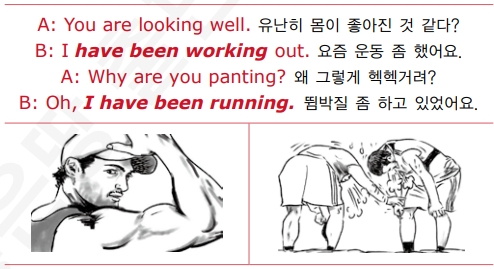 A: You are looking well. 유난히 몸이 좋아진 것 같다?
B: I have been working out. 요즘 운동 좀 했어요.
A: Why are you panting? 왜 그렇게 헥헥거려?
B: Oh, I have been running. 뜀박질 좀 하고 있었어요.